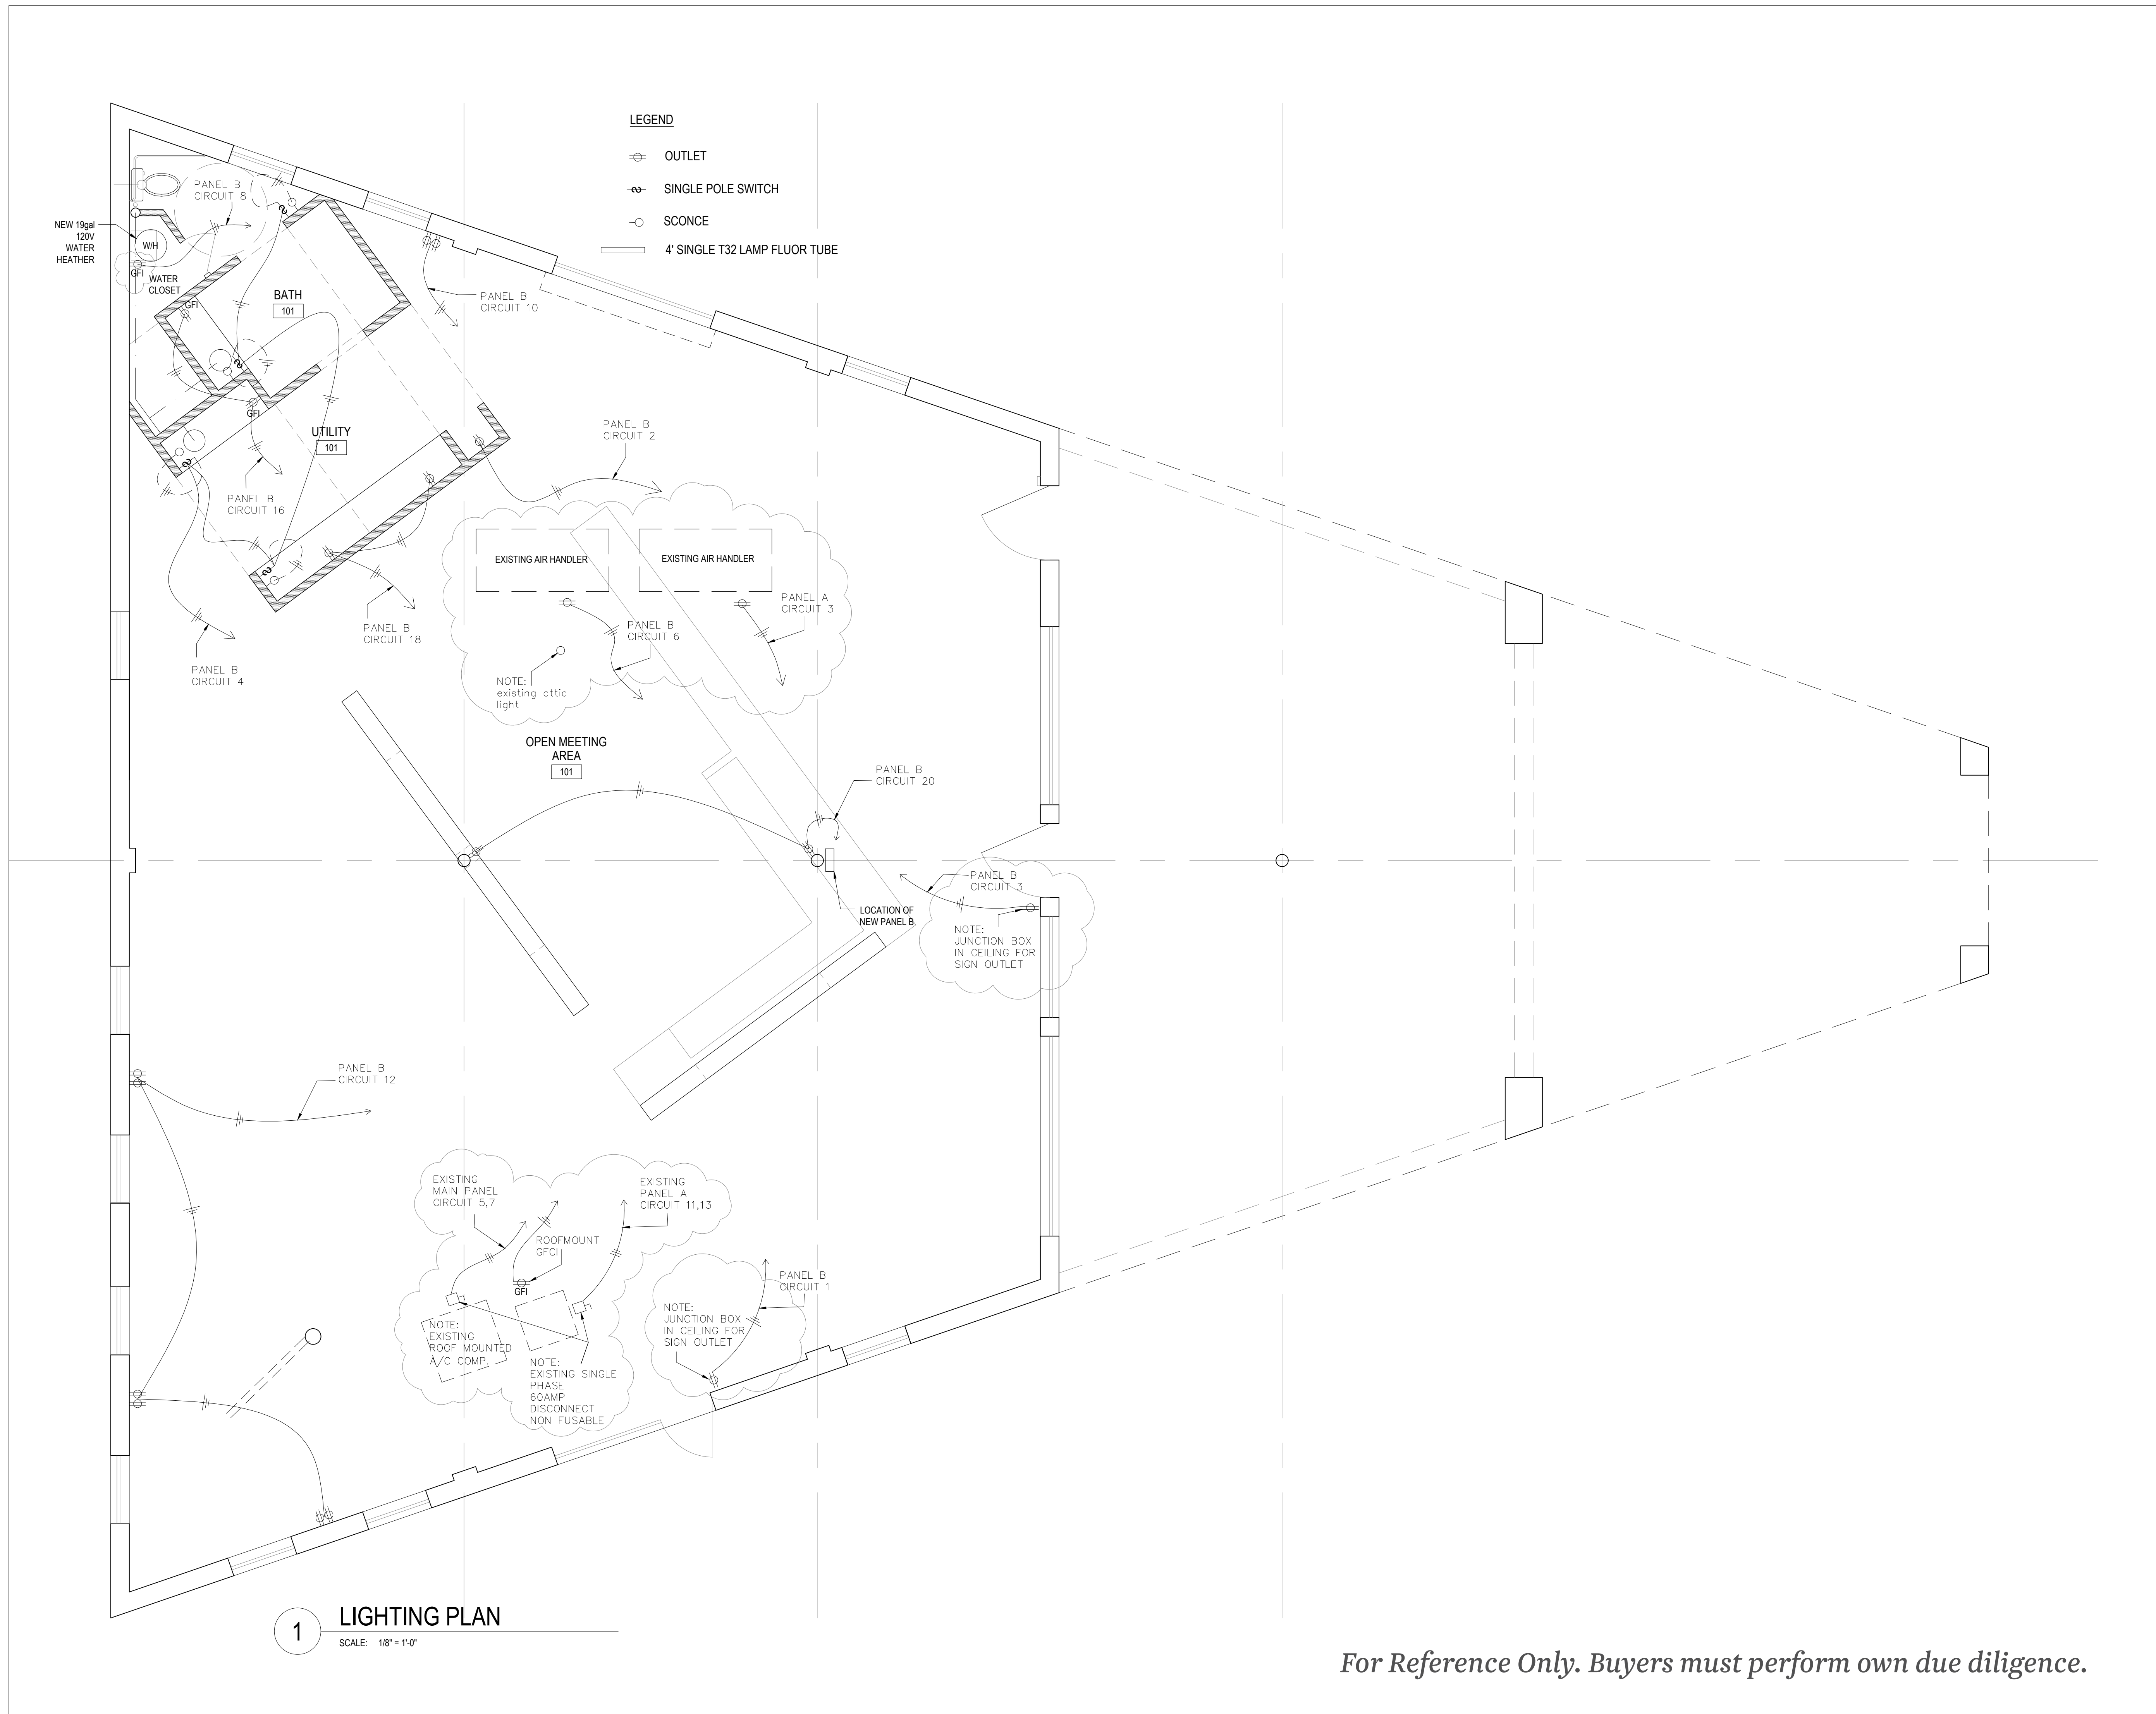 LEGEND
OUTLET
SINGLE POLE SWITCH
SCONCE
4' SINGLE T32 LAMP FLUOR TUBE
PANEL B
CIRCUIT 8
NEW 19gal
120V
WATER
HEATHER
W/H
GFI
WATER
CLOSET
GFI
BATH
101
PANEL B
CIRCUIT 10
GFI
UTILITY
101
PANEL B
CIRCUIT 2
PANEL B
CIRCUIT 16
EXISTING AIR HANDLER
EXISTING AIR HANDLER
PANEL A
CIRCUIT 3
PANEL B
CIRCUIT 18
PANEL B
CIRCUIT 6
PANEL B
CIRCUIT 4
NOTE:
existing attic
light
OPEN MEETING
AREA
101
PANEL B
CIRCUIT 20
PANEL B
CIRCUIT 3
LOCATION OF
NEW PANEL B
NOTE:
JUNCTION BOX
IN CEILING FOR
SIGN OUTLET
PANEL B
CIRCUIT 12
EXISTING
MAIN PANEL
CIRCUIT 5,7
EXISTING
PANEL A
CIRCUIT 11,13
ROOFMOUNT
GFCI
GFI
PANEL B
CIRCUIT 1
NOTE:
JUNCTION BOX
IN CEILING FOR
SIGN OUTLET
NOTE:
EXISTING
ROOF MOUNTED
A/C COMP.
NOTE:
EXISTING SINGLE
PHASE
60AMP
DISCONNECT
NON FUSABLE
1
LIGHTING PLAN
SCALE: 1/8" = 1'-0"
For Reference Only. Buyers must perform own due diligence.